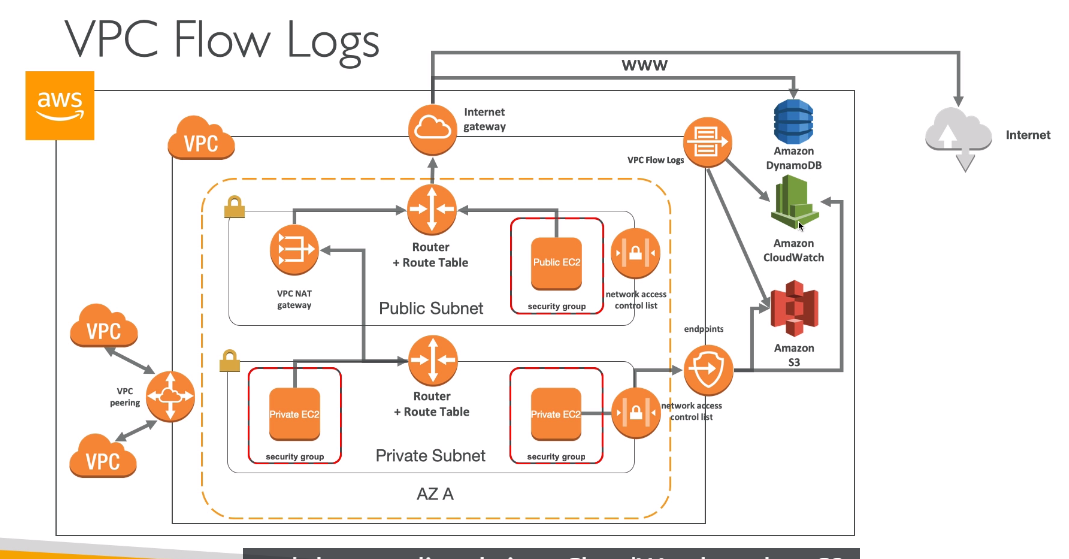 VPC Flow Logs
aws
www
Internet
gateway
VPC
VPC Flow Logs
Amazon
DynamoDB
Internet
Amazon
CloudWatch
Router
+ Route Table
Public EC2
security group
network access
control list
VPC NAT
gateway
Public Subnet
endpoints
Amazon
S3
VPC
VPC
peering
VPC
Private EC2
security group
Router
+ Route Table
Private EC2
security group
network access
control list
Private Subnet
AZ A